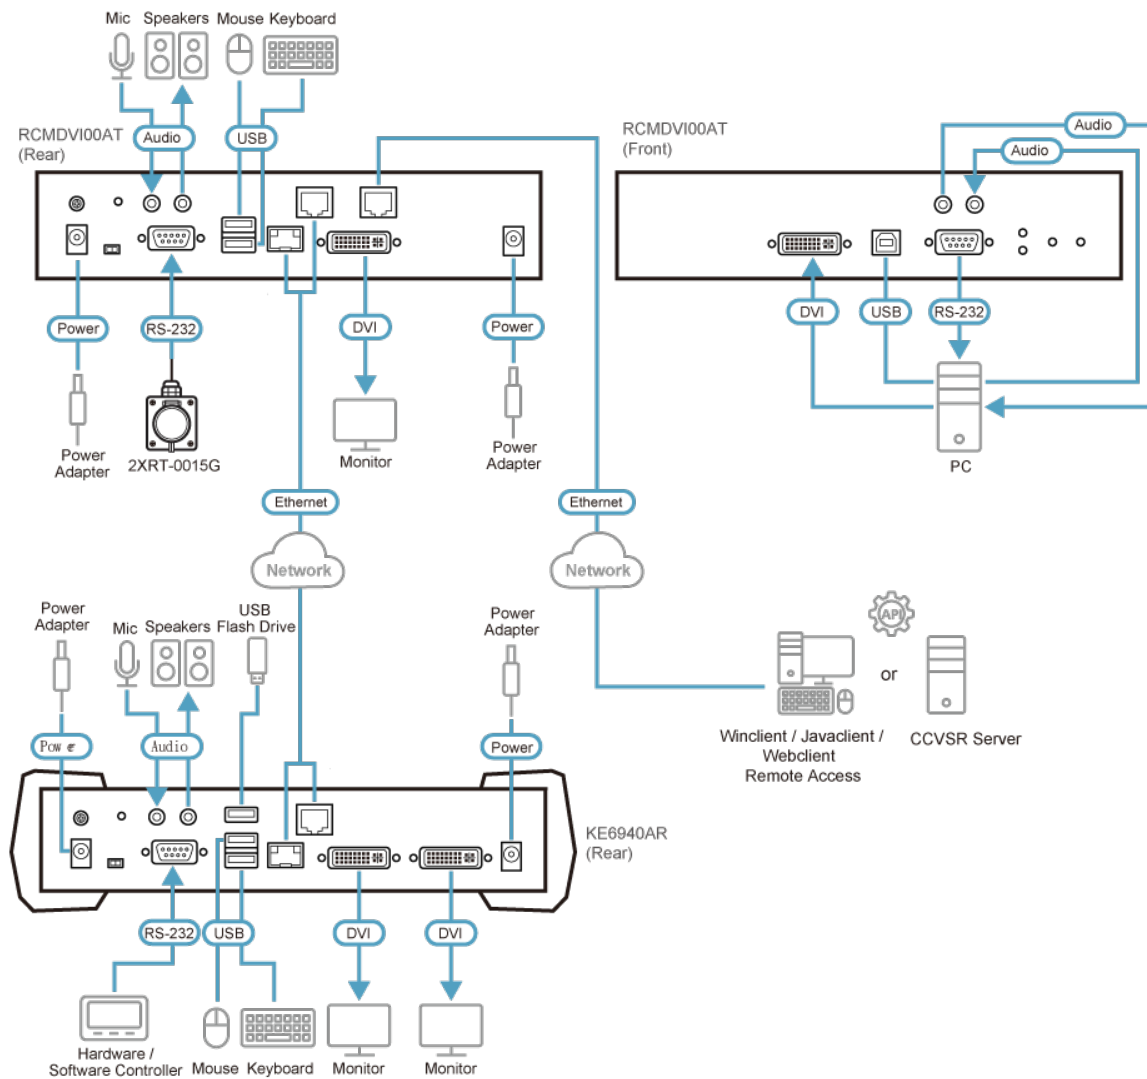 Mic Speakers Mouse Keyboard
RCMDVI00AT
(Rear)
Audio
USB
RCMDVI00AT
(Front)
Audio
Audio
Power
RS-232
DVI
Power
DVI
USB
RS-232
Power
Adapter
2XRT-0015G
Monitor
Power
Adapter
PC
Ethernet
Ethernet
Network
Network
Power
Adapter
Mic
Speakers
USB
Flash Drive
Power
Adapter
API
or
Power
Audio
Power
Winclient / Javaclient /
Webclient
Remote Access
CCVSR Server
KE6940AR
(Rear)
RS-232
USB
DVI
DVI
Hardware /
Software Controller
Mouse
Keyboard
Monitor
Monitor